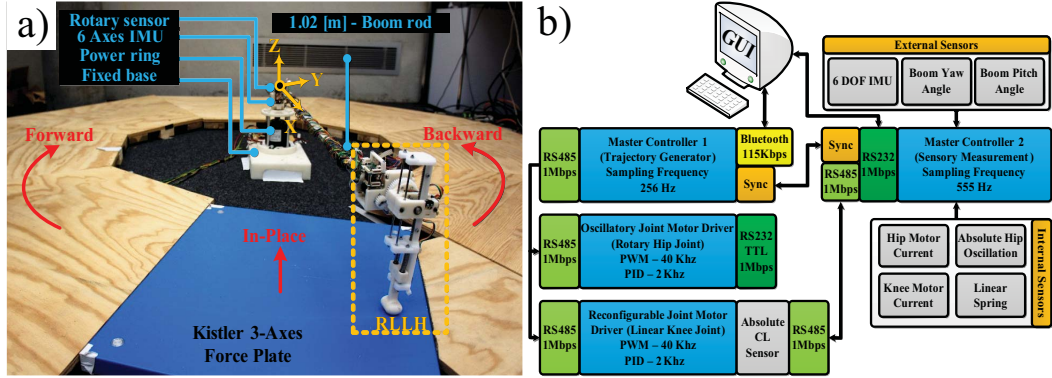 a)
Rotary sensor
6 Axes IMU
Power ring
Fixed base
1.02 [m] - Boom rod
Z
Y
X
Forward
Backward
In-Place
RLLH
Kistler 3-Axes
Force Plate
b)
GUI
External Sensors
6 DOF IMU
Boom Yaw
Angle
Boom Pitch
Angle
RS485
1Mbps
Master Controller 1
(Trajectory Generator)
Sampling Frequency
256 Hz
Bluetooth
115Kbps
Sync
Sync
RS485
1Mbps
RS232
1Mbps
Master Controller 2
(Sensory Measurement)
Sampling Frequency
555 Hz
RS485
1Mbps
Oscillatory Joint Motor Driver
(Rotary Hip Joint)
PWM – 40 Khz
PID – 2 Khz
RS232
TTL
1Mbps
Hip Motor
Current
Absolute Hip
Oscillation
Knee Motor
Current
Linear
Spring
Internal Sensors
RS485
1Mbps
Reconfigurable Joint Motor
Driver (Linear Knee Joint)
PWM – 40 Khz
PID – 2 Khz
Absolute
CL
Sensor
RS485
1Mbps